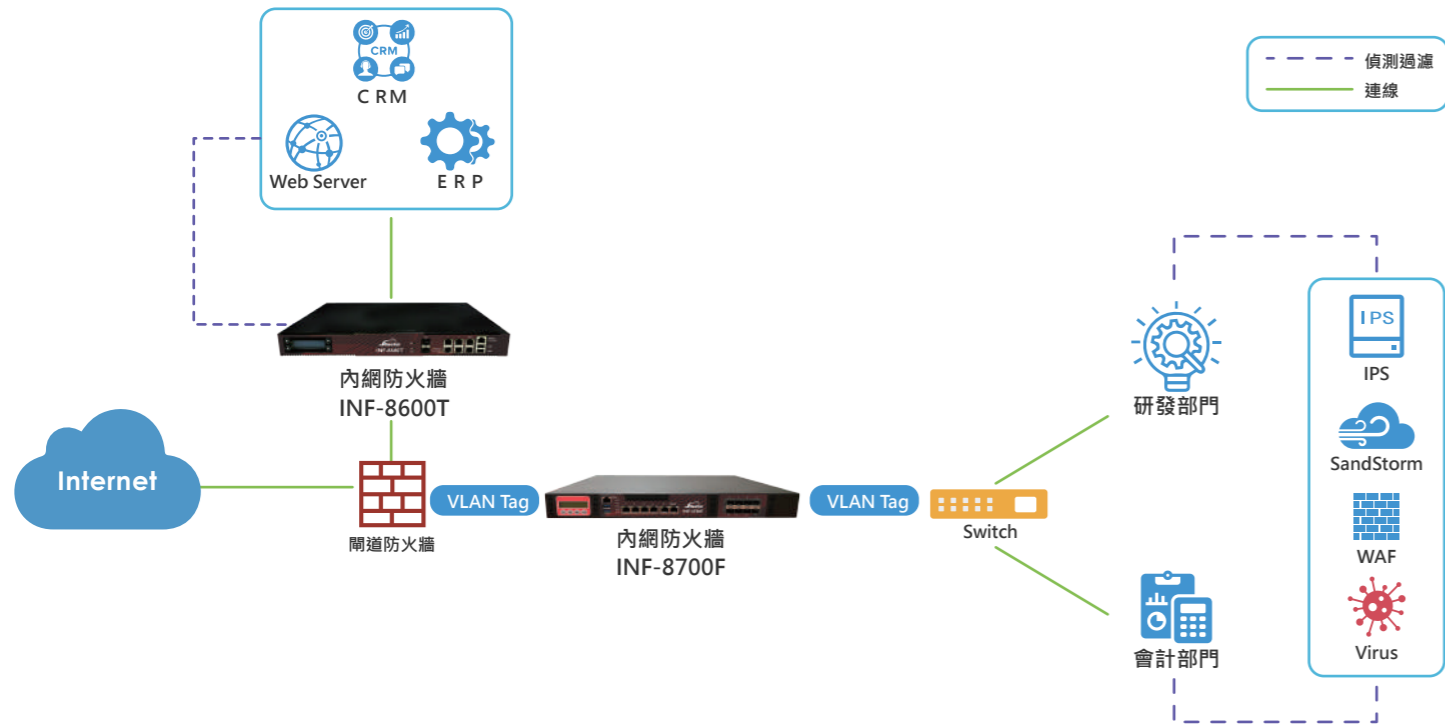 CRM
C R M
Web Server
E R P
偵測過濾
連線
內網防火牆
INF-8600T
Internet
閘道防火牆
VLAN Tag
內網防火牆
INF-8700F
VLAN Tag
Switch
研發部門
會計部門
IPS
IPS
SandStorm
WAF
Virus